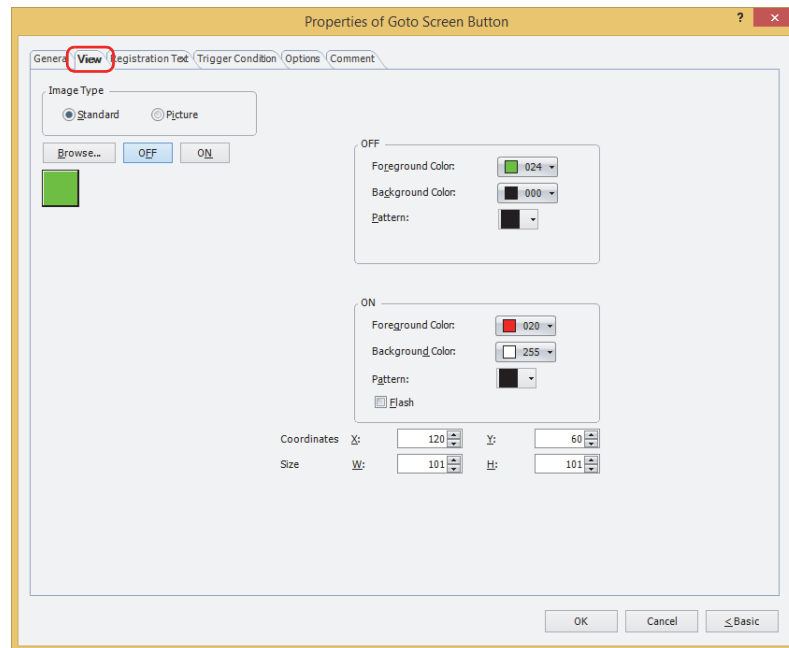 Properties of Goto Screen Button
? ×
General View Registration Text Trigger Condition Options Comment
Image Type
Standard Picture
Browse... OFF ON
OFF
Foreground Color: 024
Background Color: 000
Pattern:
ON
Foreground Color: 020
Background Color: 255
Pattern:
Flash
Coordinates X: 120 Y: 60
Size W: 101 H: 101
OK Cancel < Basic